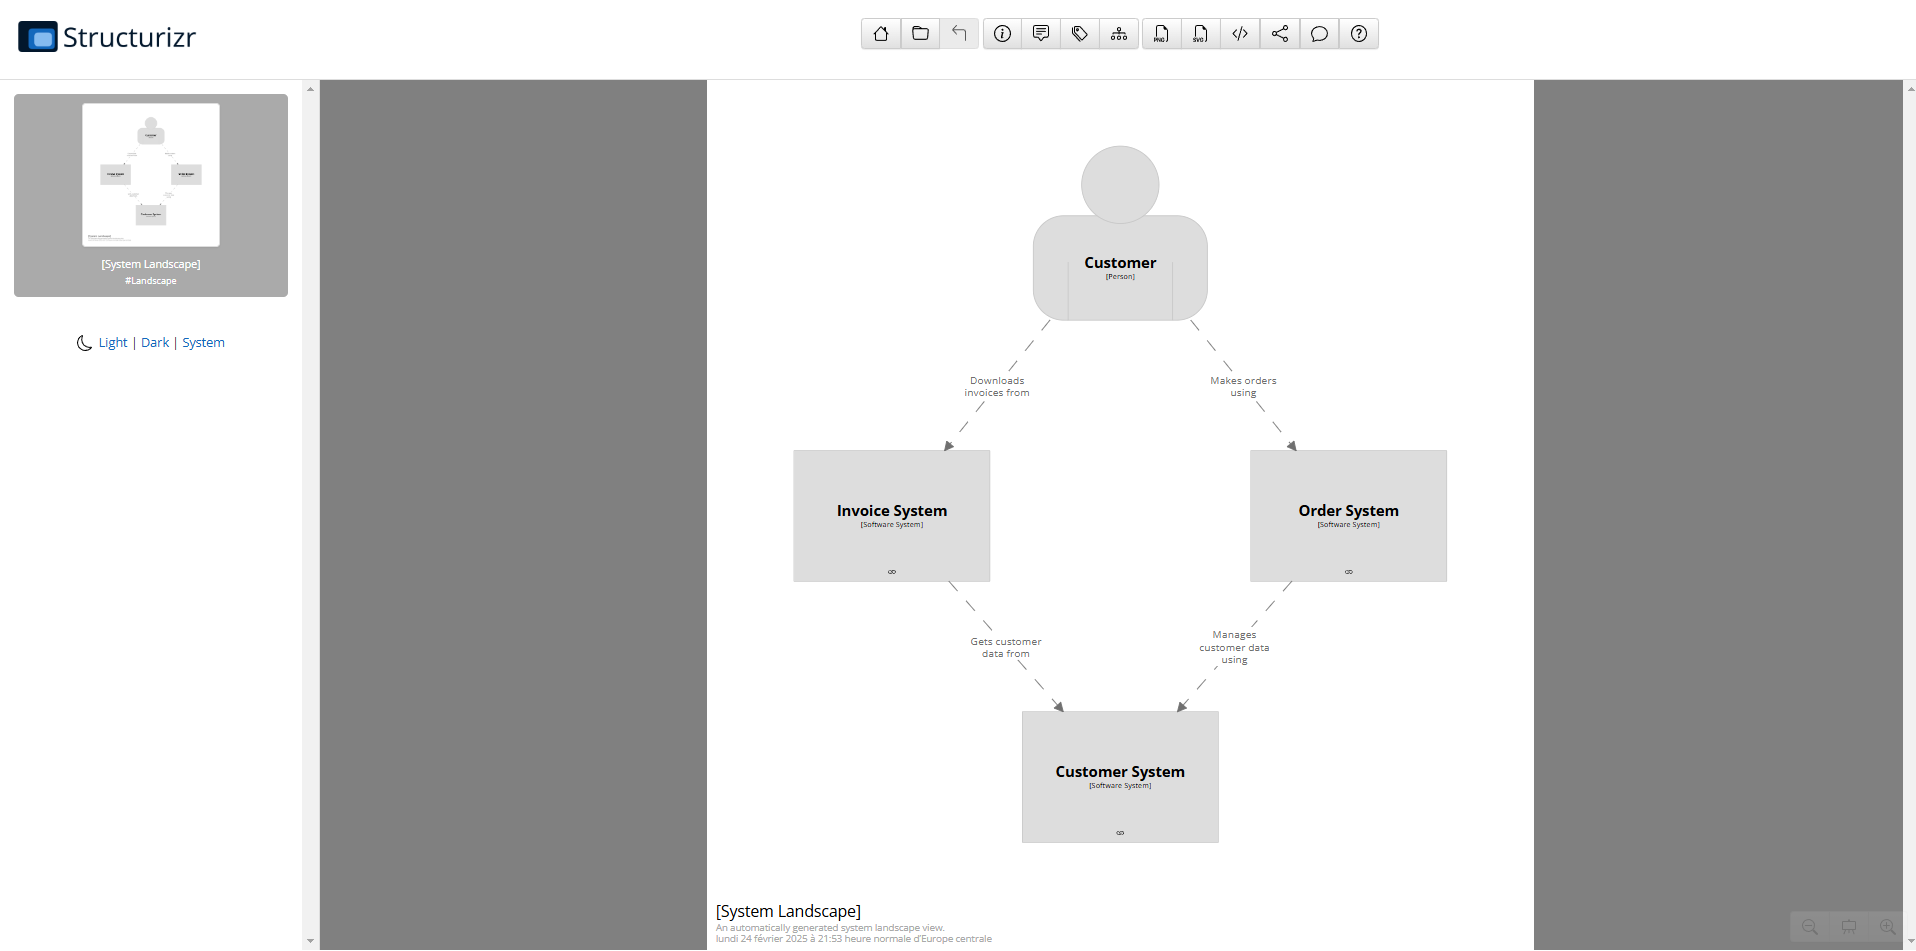 Structurizr
PNG
SVG
[System Landscape]
#Landscape
Light | Dark | System
Customer
[Person]
Downloads
invoices from
Makes orders
using
Invoice System
[Software System]
Order System
[Software System]
Gets customer
data from
Manages
customer data
using
Customer System
[Software System]
[System Landscape]
An automatically generated system landscape view.
lundi 24 février 2025 à 21:53 heure normale d'Europe centrale